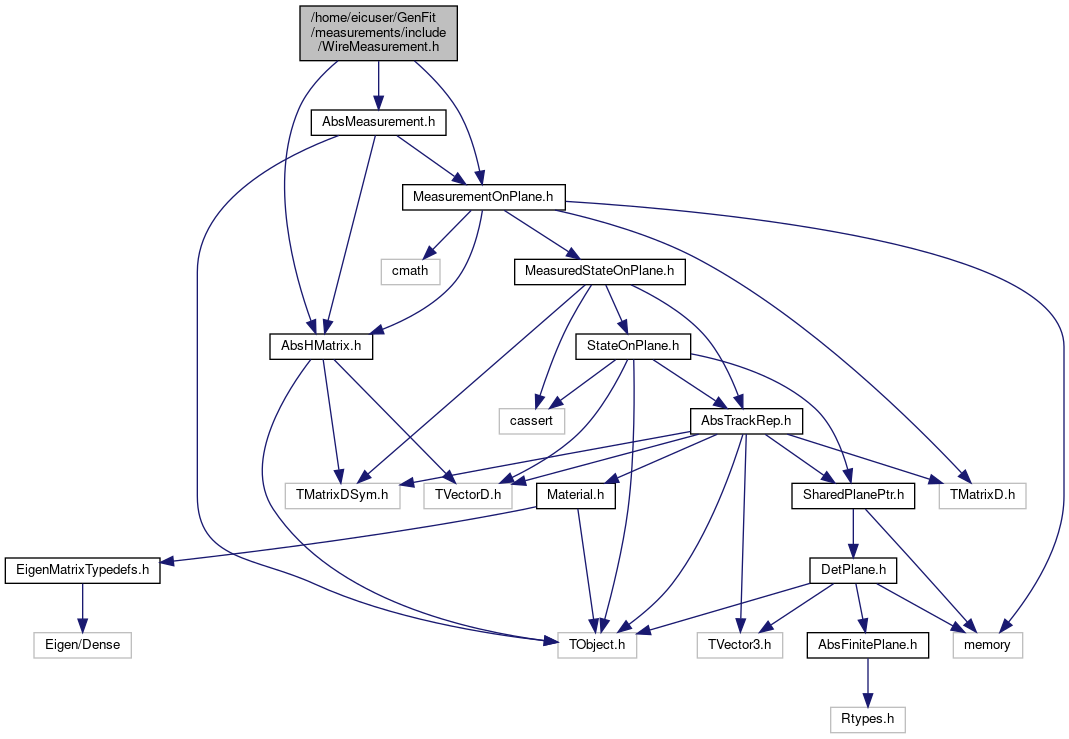 /home/eicuser/GenFit
/measurements/include
/WireMeasurement.h
AbsMeasurement.h
MeasurementOnPlane.h
cmath
MeasuredStateOnPlane.h
AbsHMatrix.h
StateOnPlane.h
cassert
AbsTrackRep.h
TMatrixDSym.h
TVectorD.h
Material.h
SharedPlanePtr.h
TMatrixD.h
EigenMatrixTypedefs.h
DetPlane.h
Eigen/Dense
TObject.h
TVector3.h
AbsFinitePlane.h
memory
Rtypes.h